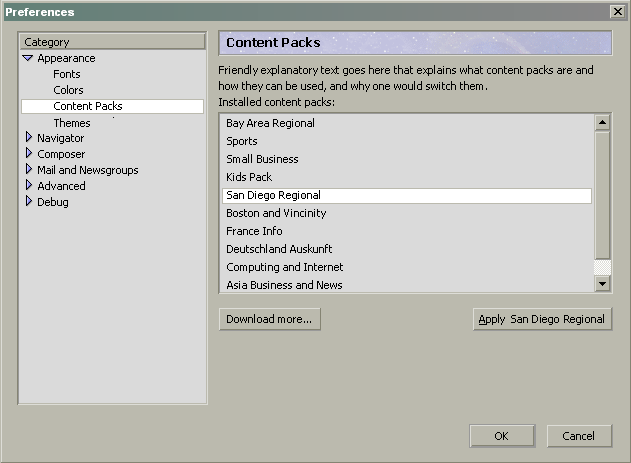 Preferences
Category
Appearance
Fonts
Colors
Content Packs
Themes
Navigator
Composer
Mail and Newsgroups
Advanced
Debug
Content Packs
Friendly explanatory text goes here that explains what content packs are and
how they can be used, and why one would switch them.
Installed content packs:
Bay Area Regional
Sports
Small Business
Kids Pack
San Diego Regional
Boston and Vincinity
France Info
Deutschland Auskunft
Computing and Internet
Asia Business and News
Download more...
Apply San Diego Regional
OK
Cancel